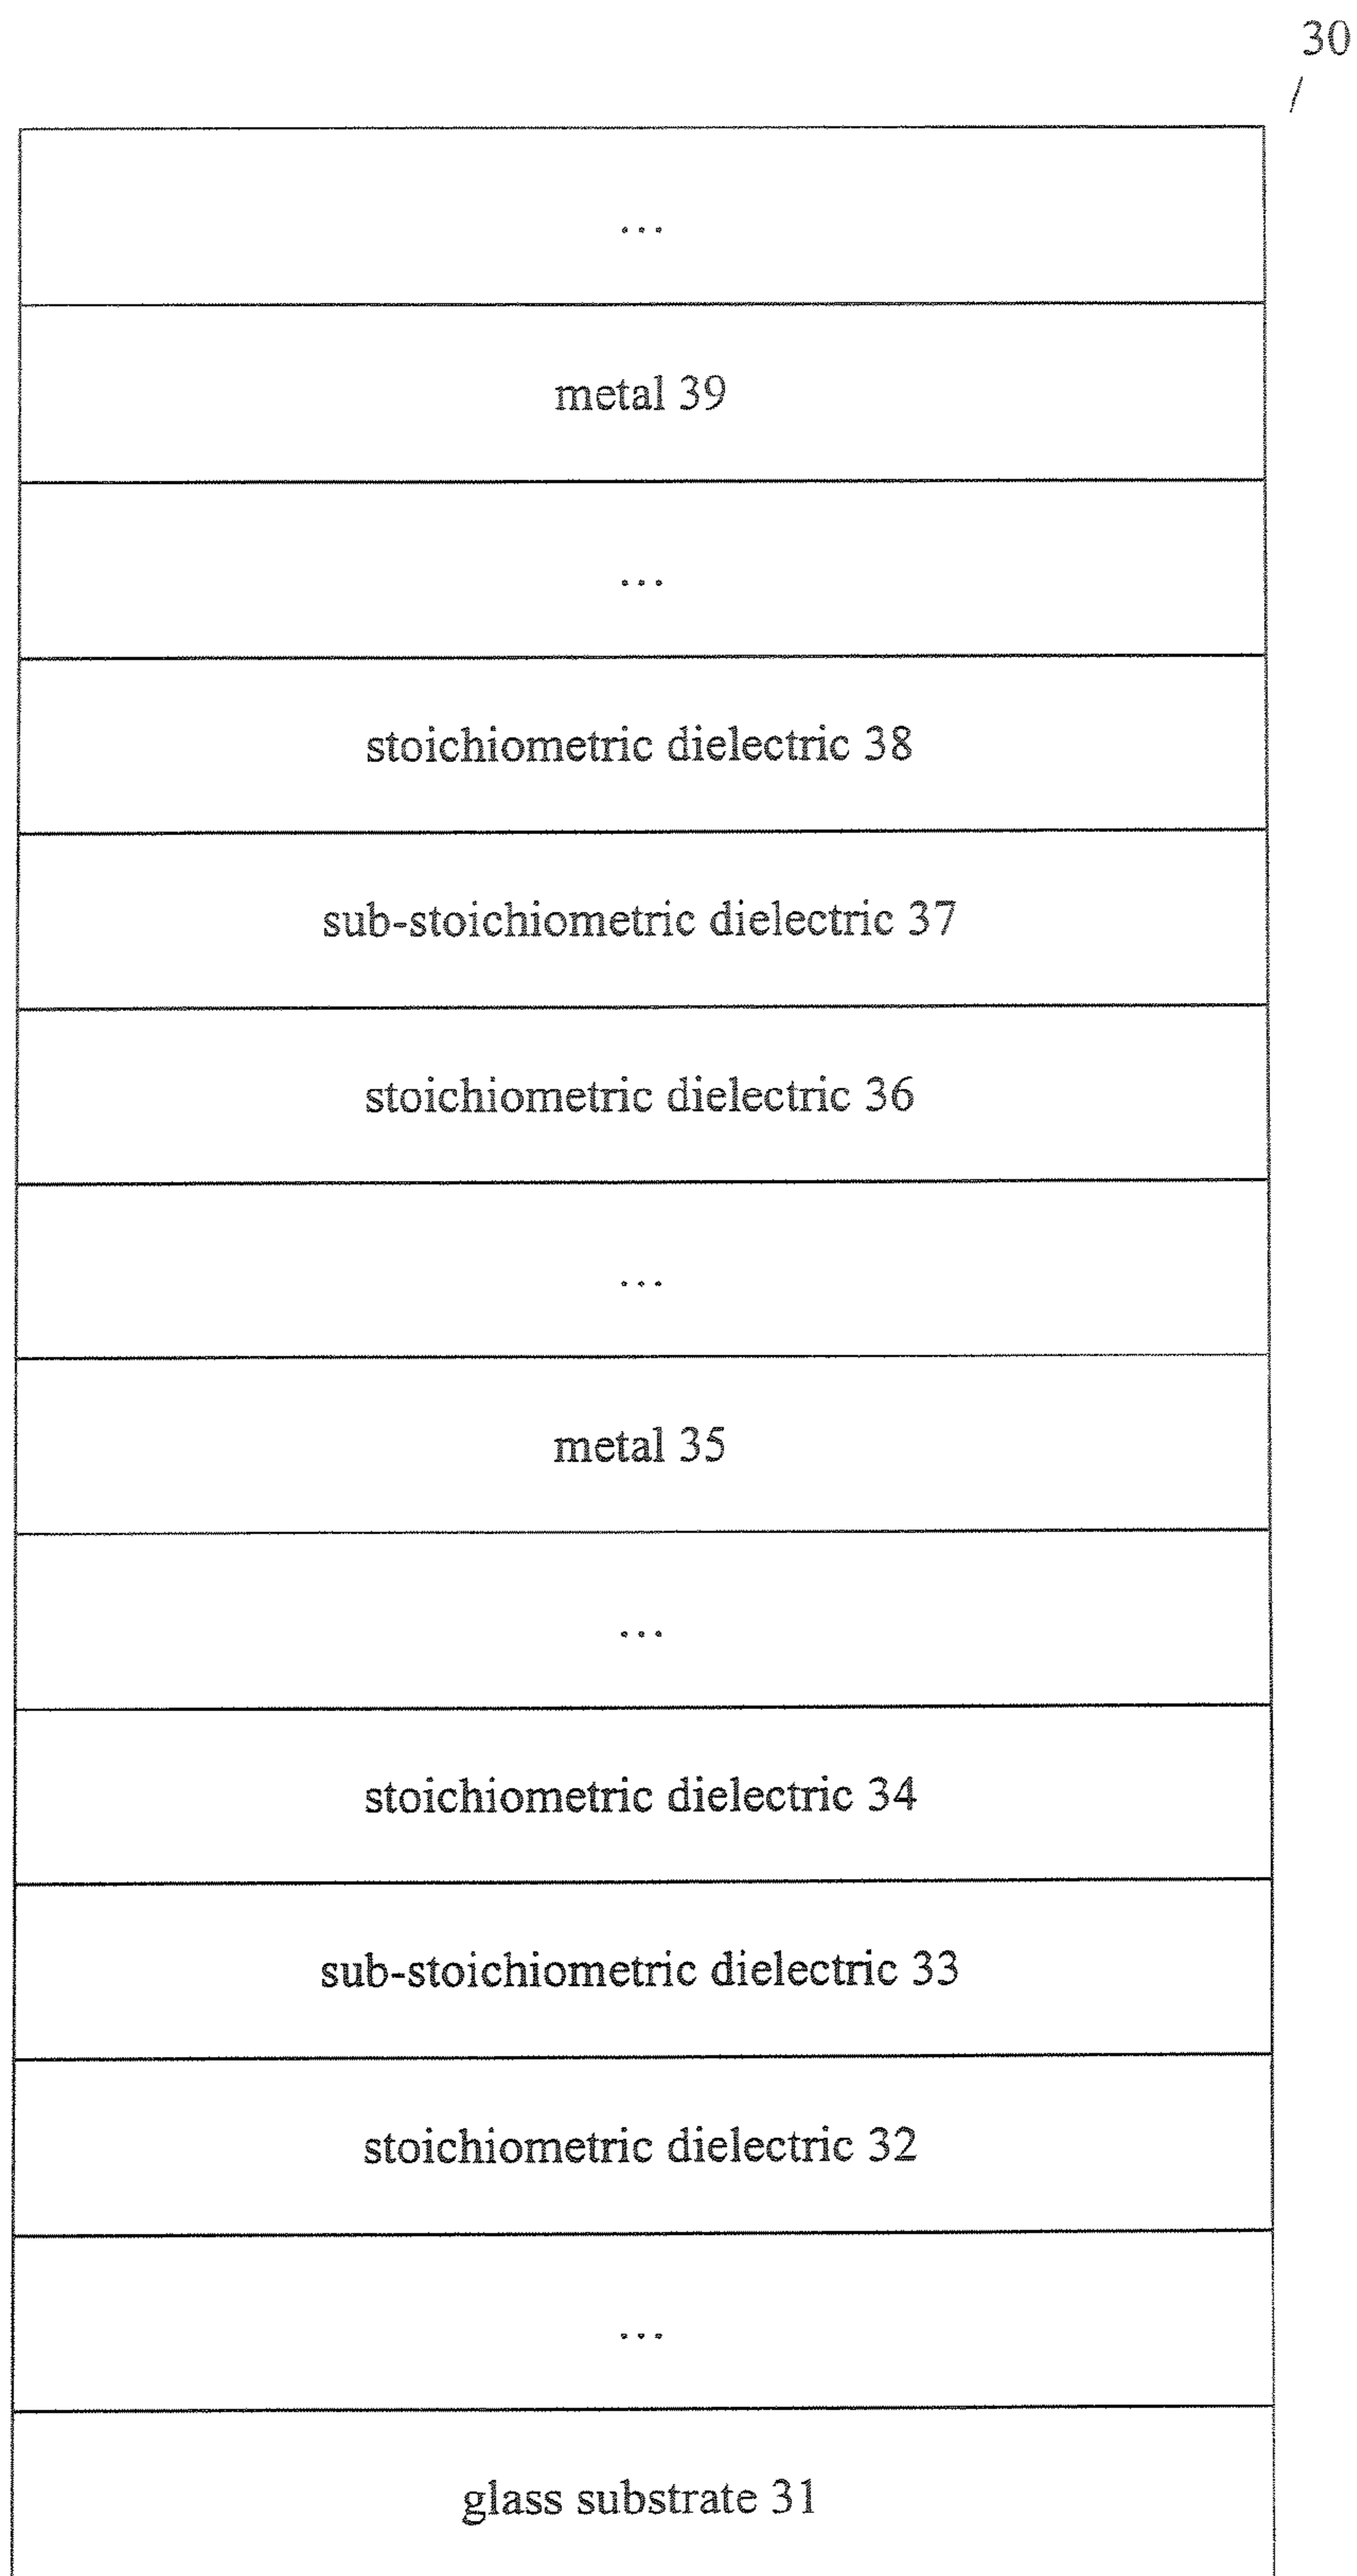 30
...
metal 39
...
stoichiometric dielectric 38
sub-stoichiometric dielectric 37
stoichiometric dielectric 36
...
metal 35
...
stoichiometric dielectric 34
sub-stoichiometric dielectric 33
stoichiometric dielectric 32
...
glass substrate 31